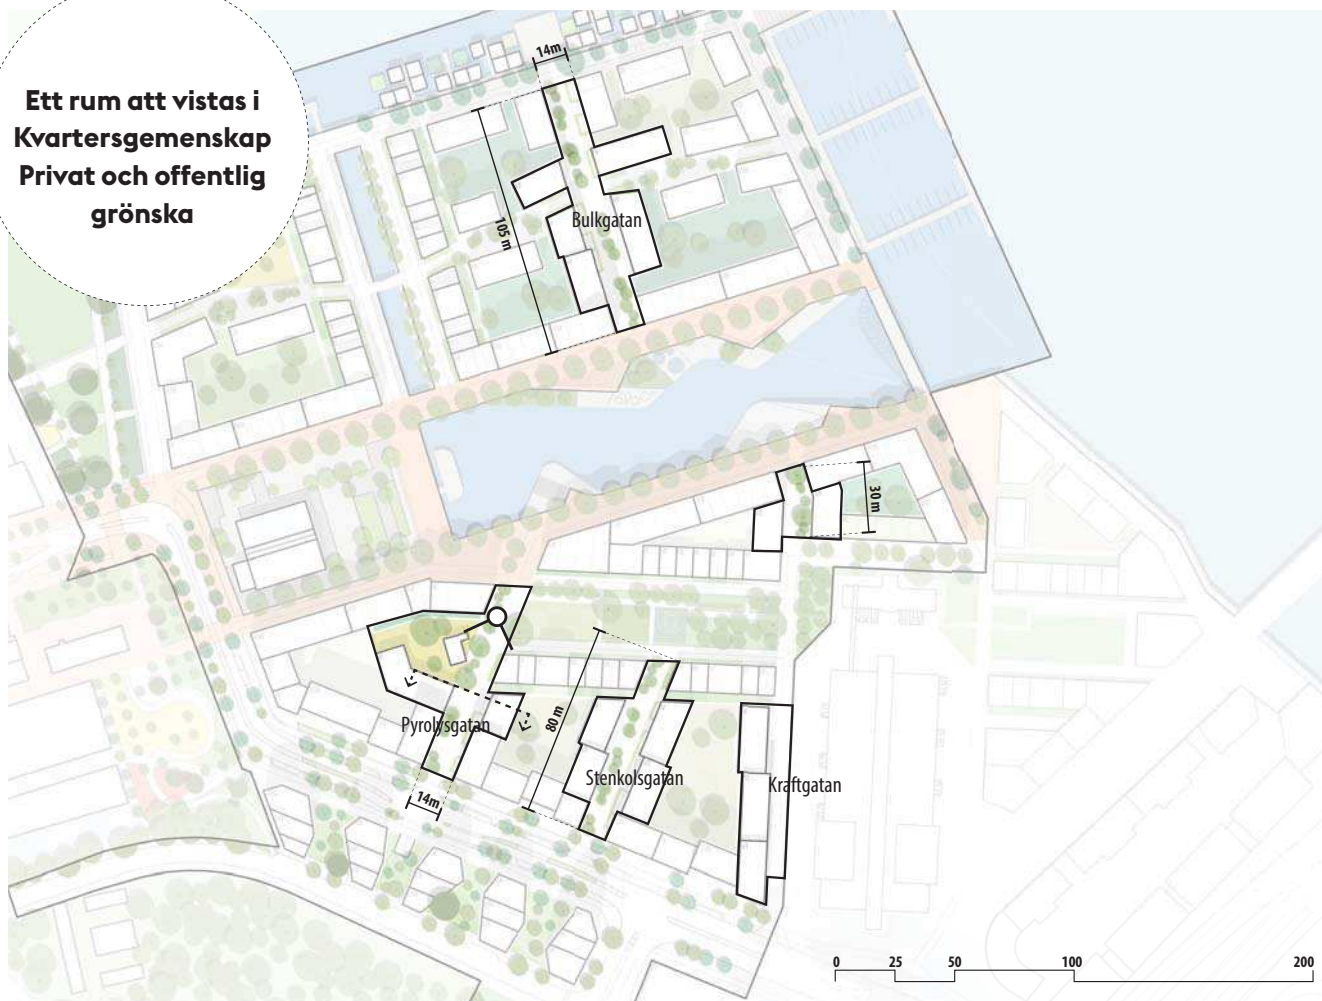 Ett rum att vistas i
Kvartersgemenskap
Privat och offentlig
grönska
14m
105 m
Bulkgatan
30 m
Pyrolysgatan
80 m
Stenkolsgatan
Kraftgatan
14m
0 25 50 100 200